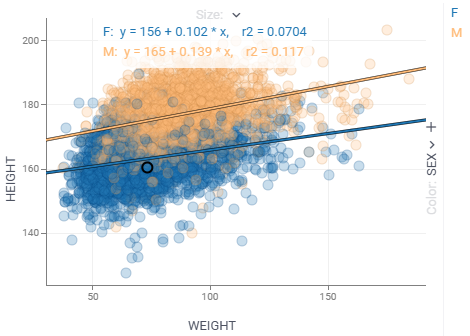 Size:
F: y = 156 + 0.102 * x, r2 = 0.0704
M: y = 165 + 0.139 * x, r2 = 0.117
F
M
200
180
160
140
HEIGHT
50
100
150
WEIGHT
Color: SEX